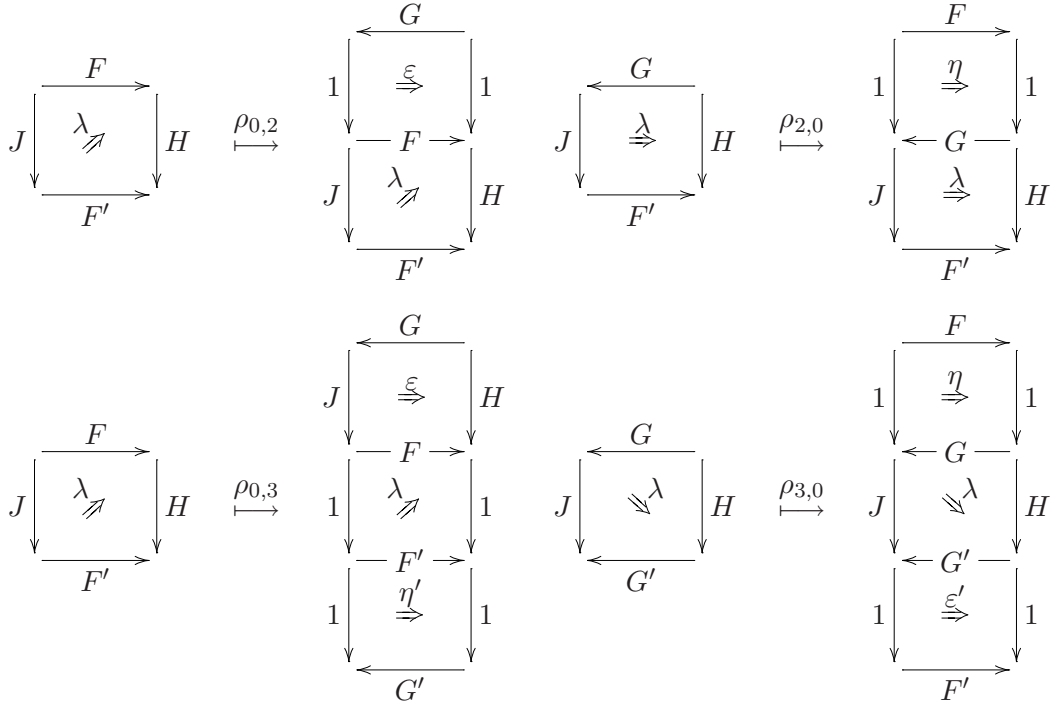 G F
F ε G η
1 1 1 1
λ λ
J H ρ₀,₂ F J H ρ₂,₀ G
λ λ
J H J H
F′ F′
F′ F′
G F
ε η
J H 1 1
F F G G
λ λ λ λ
J H ρ₀,₃ 1 1 J H ρ₃,₀ J H
F′ F′ G′ G′
η′ ε′
1 1 1 1
G′ F′